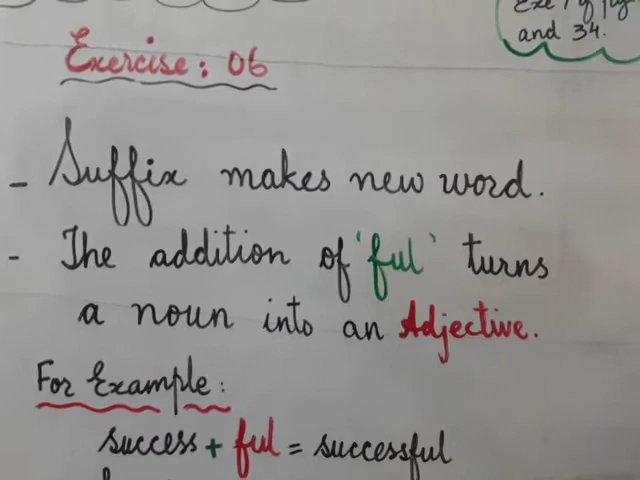 and 34.
Exercise: 06
- Suffix makes new word.
- The addition of 'ful' turns
a noun into an Adjective.
For Example:
success + ful = successful